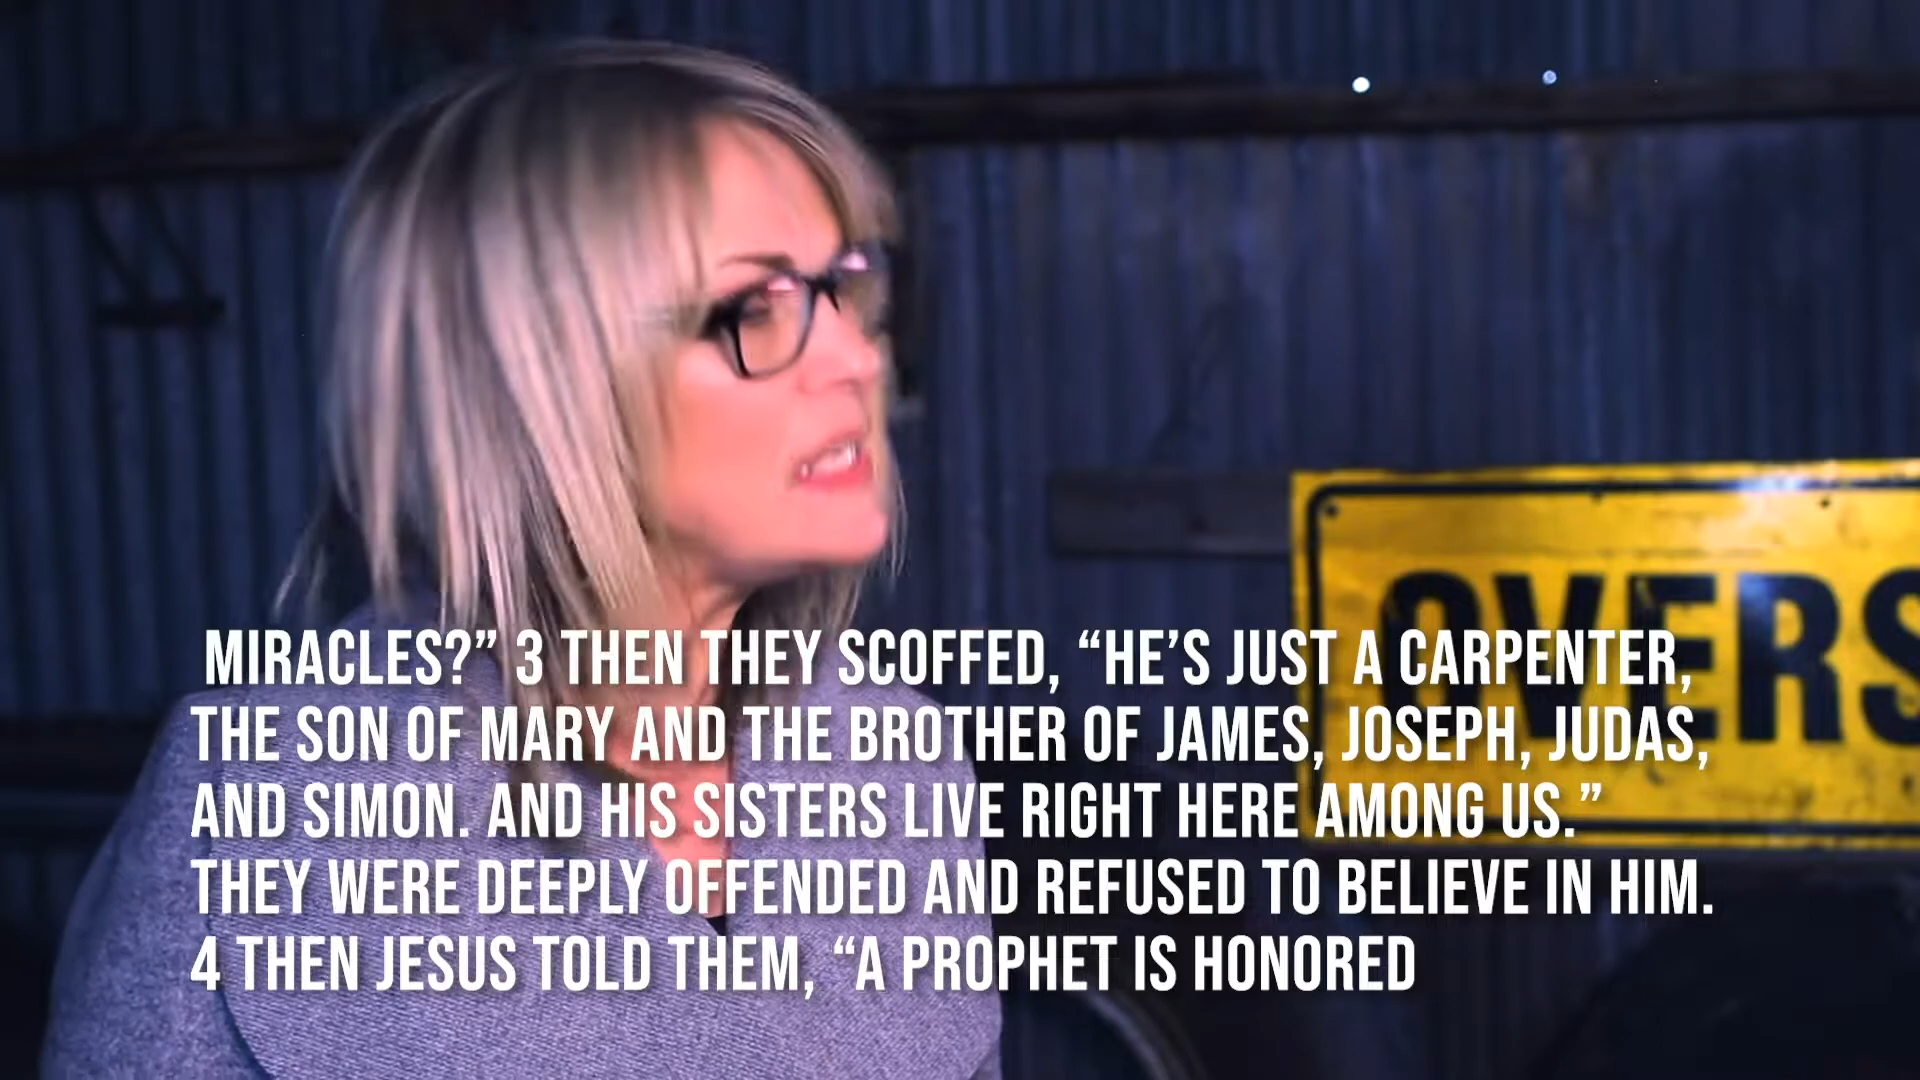 MIRACLES?” 3 THEN THEY SCOFFED, “HE’S JUST A CARPENTER,
THE SON OF MARY AND THE BROTHER OF JAMES, JOSEPH, JUDAS,
AND SIMON. AND HIS SISTERS LIVE RIGHT HERE AMONG US.”
THEY WERE DEEPLY OFFENDED AND REFUSED TO BELIEVE IN HIM.
4 THEN JESUS TOLD THEM, “A PROPHET IS HONORED
OVERS